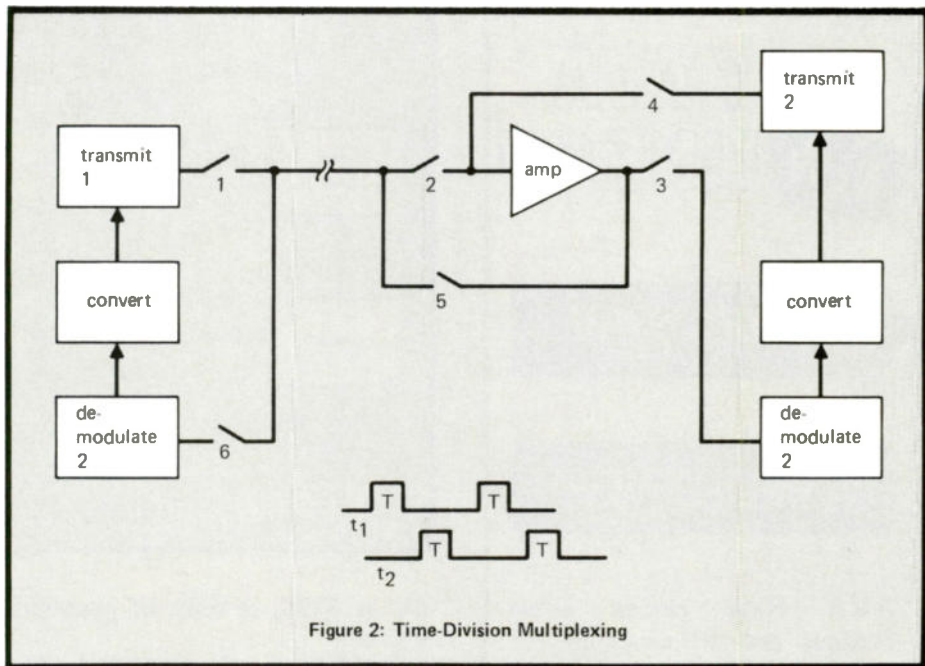 transmit
1
1
convert
de-
modulate
2
6
2
amp
3
4
5
transmit
2
convert
de-
modulate
2
T
T
t1
T
T
t2
Figure 2: Time-Division Multiplexing